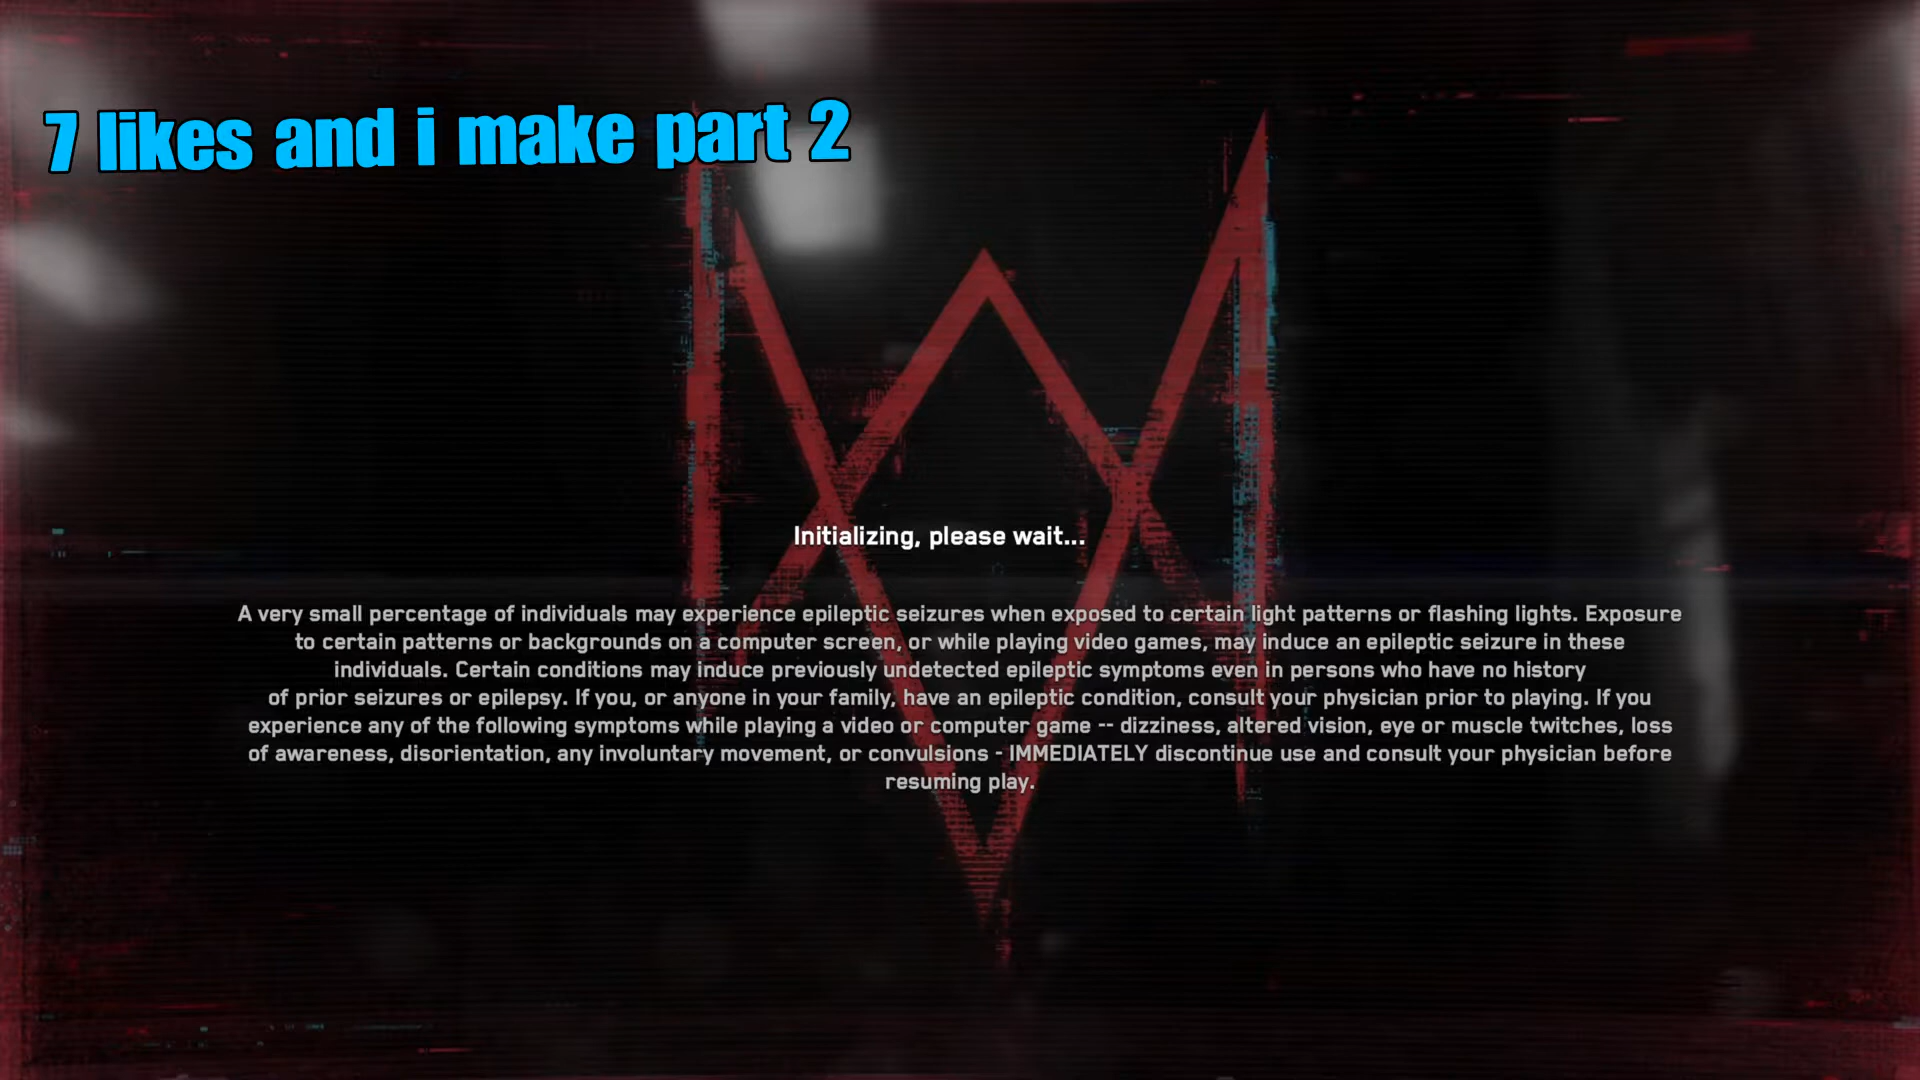 7 likes and i make part 2
Initializing, please wait...
A very small percentage of individuals may experience epileptic seizures when exposed to certain light patterns or flashing lights. Exposure
to certain patterns or backgrounds on a computer screen, or while playing video games, may induce an epileptic seizure in these
individuals. Certain conditions may induce previously undetected epileptic symptoms even in persons who have no history
of prior seizures or epilepsy. If you, or anyone in your family, have an epileptic condition, consult your physician prior to playing. If you
experience any of the following symptoms while playing a video or computer game -- dizziness, altered vision, eye or muscle twitches, loss
of awareness, disorientation, any involuntary movement, or convulsions - IMMEDIATELY discontinue use and consult your physician before
resuming play.